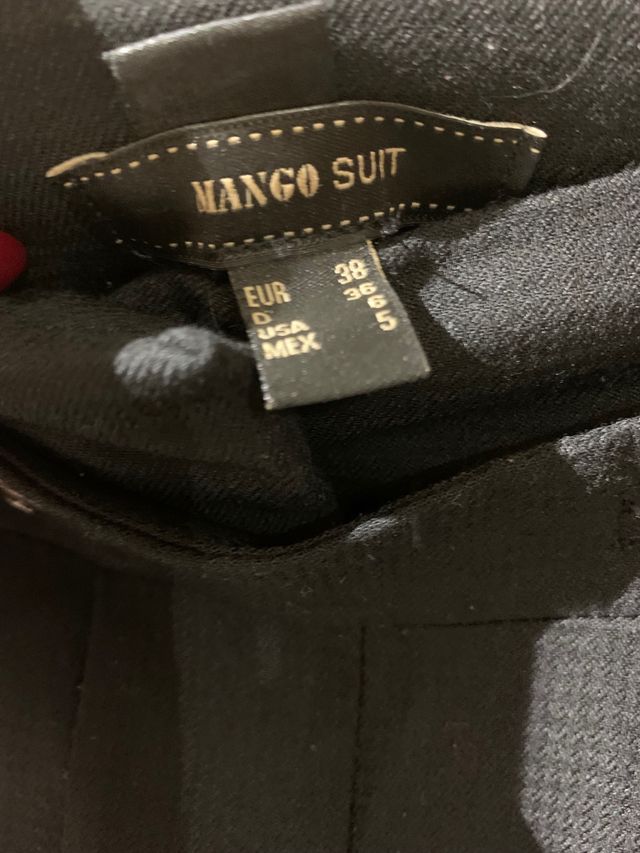 MANGO SUIT
EUR 38
D 36
USA 6
MEX 5